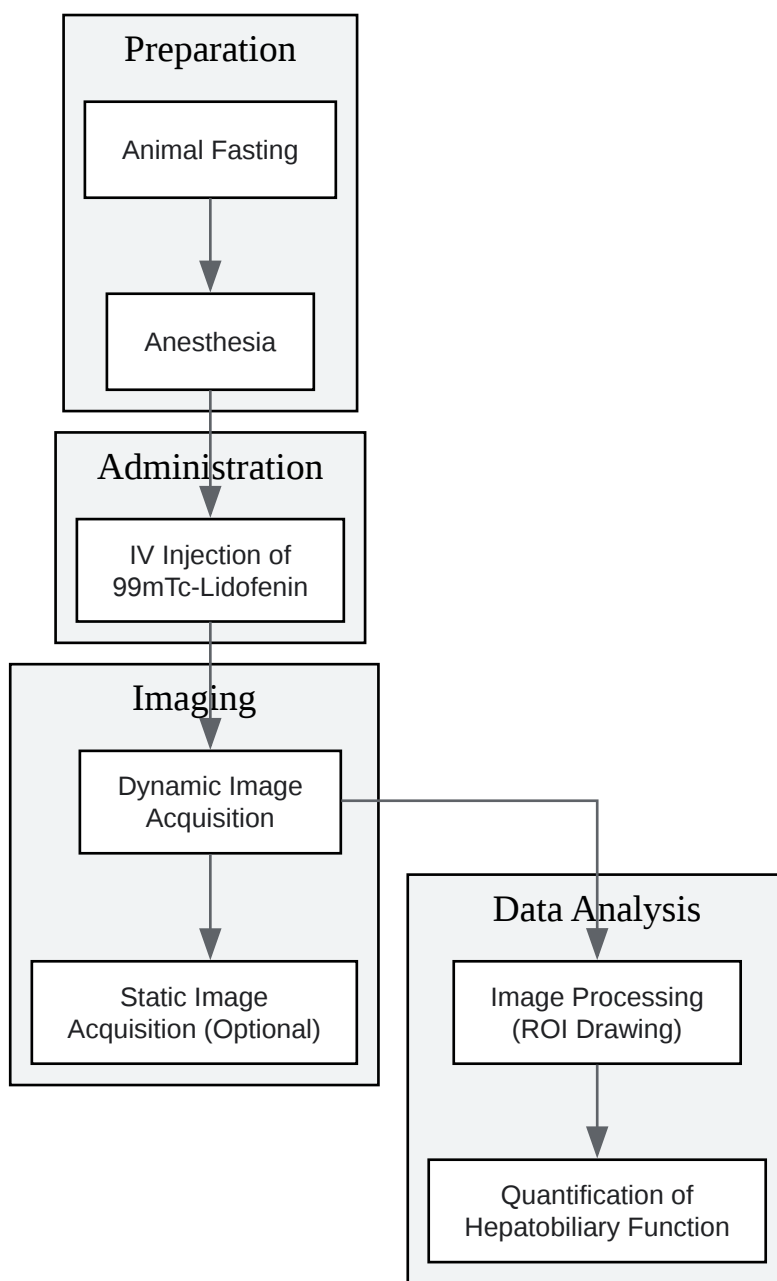 Preparation
Animal Fasting
Anesthesia
Administration
IV Injection of
99mTc-Lidofenin
Imaging
Dynamic Image
Acquisition
Static Image
Acquisition (Optional)
Data Analysis
Image Processing
(ROI Drawing)
Quantification of
Hepatobiliary Function